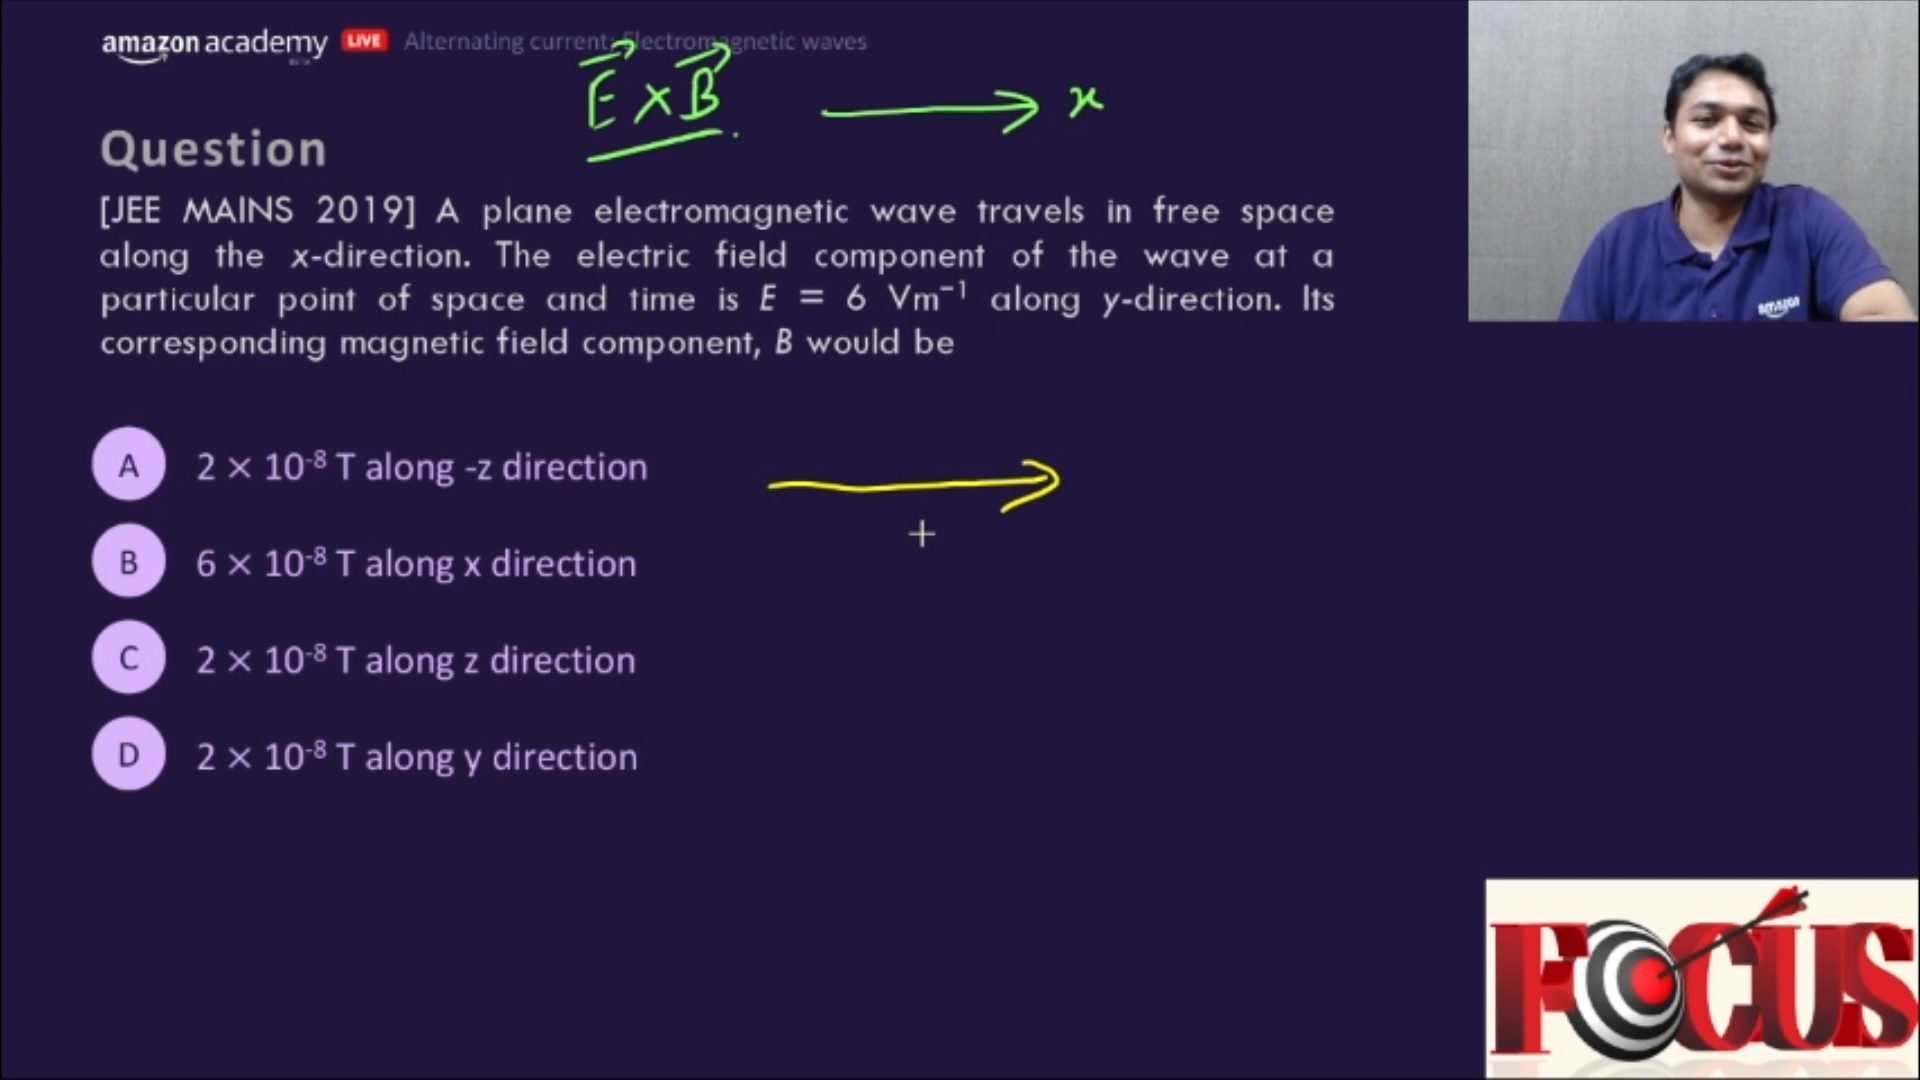 amazon academy LIVE Alternating current: Electromagnetic waves
BETA
E × B → x
Question
[JEE MAINS 2019] A plane electromagnetic wave travels in free space
along the x-direction. The electric field component of the wave at a
particular point of space and time is E = 6 Vm⁻¹ along y-direction. Its
corresponding magnetic field component, B would be
A 2 × 10⁻⁸ T along -z direction
B 6 × 10⁻⁸ T along x direction
C 2 × 10⁻⁸ T along z direction
D 2 × 10⁻⁸ T along y direction
amazon
FOCUS